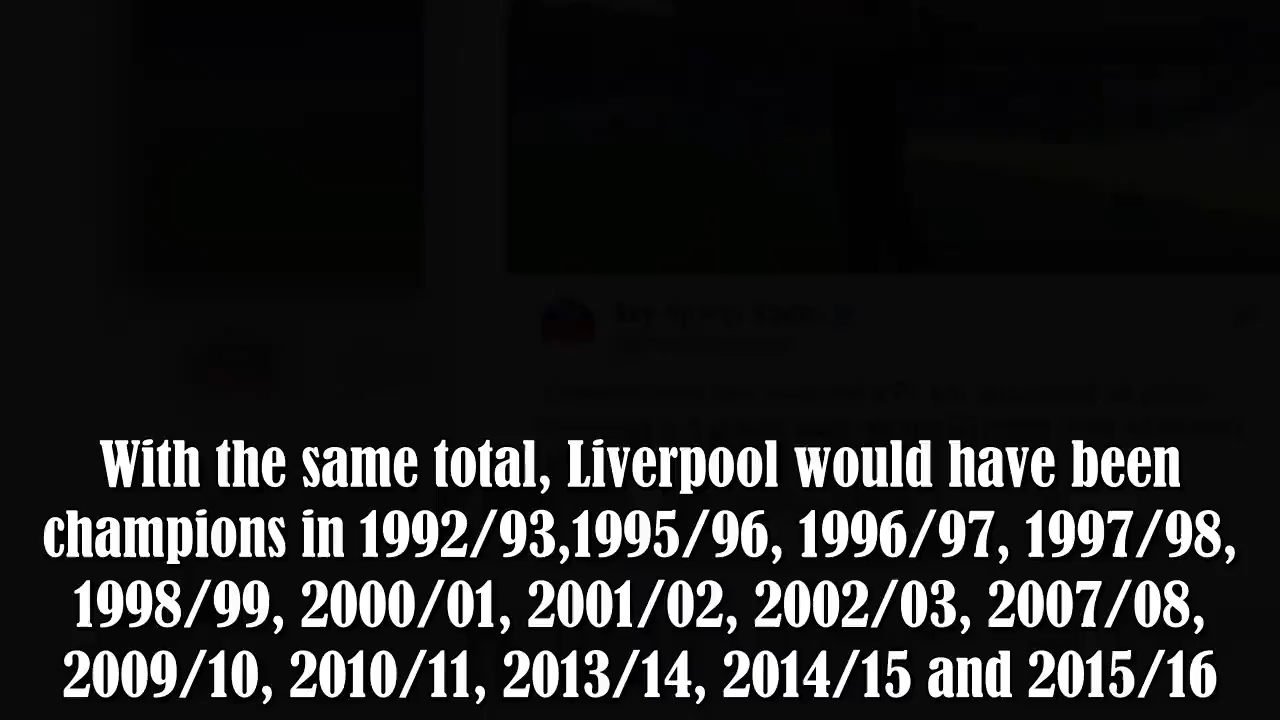 With the same total, Liverpool would have been
champions in 1992/93,1995/96, 1996/97, 1997/98,
1998/99, 2000/01, 2001/02, 2002/03, 2007/08,
2009/10, 2010/11, 2013/14, 2014/15 and 2015/16